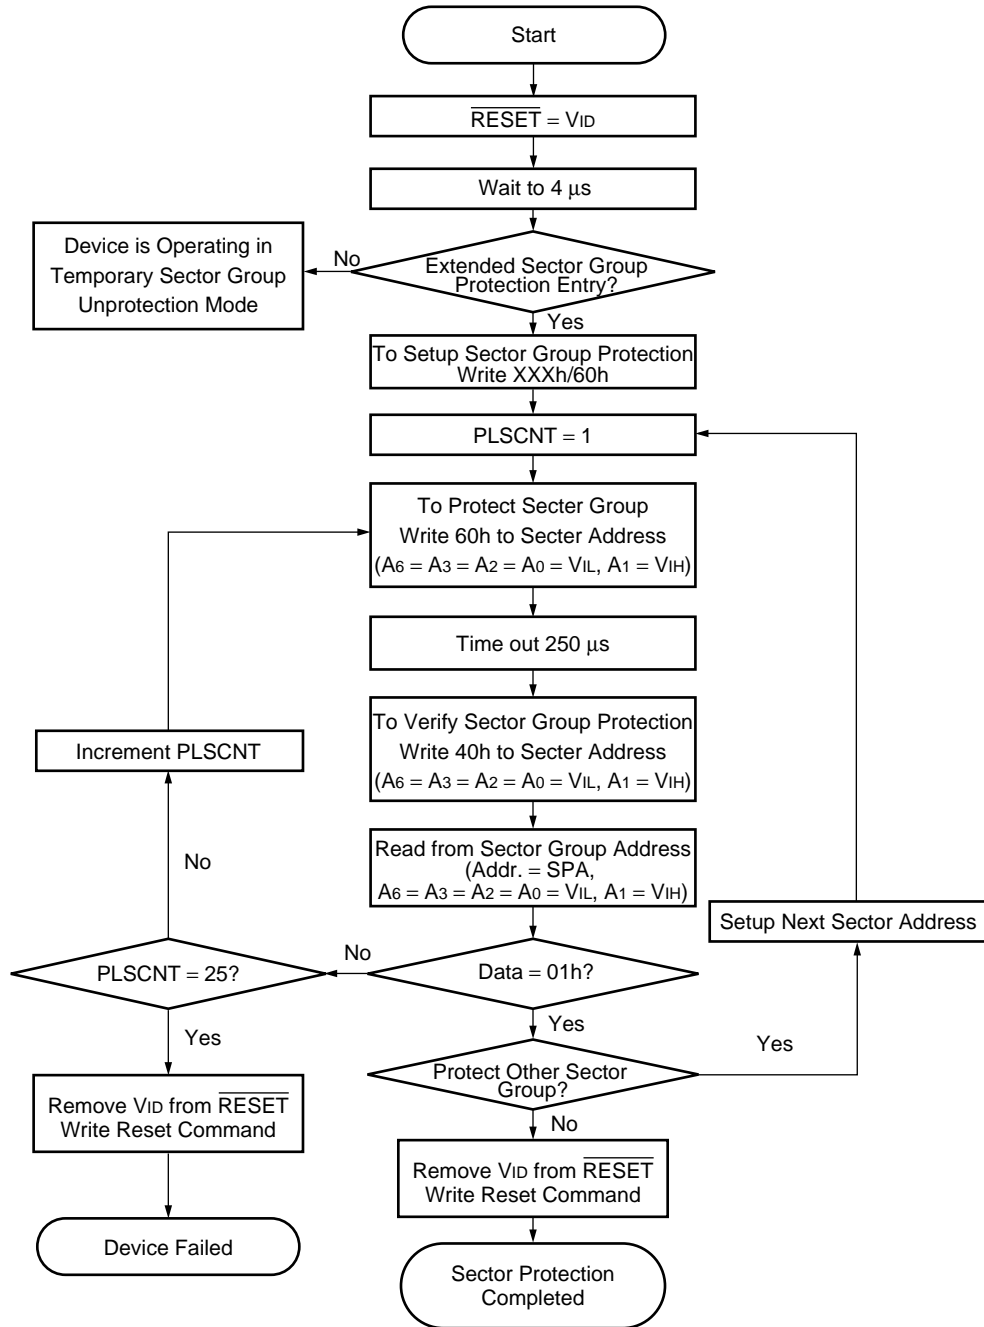 Start
RESET = VID
Wait to 4 μs
Device is Operating in
Temporary Sector Group
Unprotection Mode
No
Extended Sector Group
Protection Entry?
Yes
To Setup Sector Group Protection
Write XXXh/60h
PLSCNT = 1
To Protect Secter Group
Write 60h to Secter Address
(A6 = A3 = A2 = A0 = VIL, A1 = VIH)
Time out 250 μs
To Verify Sector Group Protection
Write 40h to Secter Address
(A6 = A3 = A2 = A0 = VIL, A1 = VIH)
Increment PLSCNT
Read from Sector Group Address
(Addr. = SPA,
A6 = A3 = A2 = A0 = VIL, A1 = VIH)
No
Setup Next Sector Address
PLSCNT = 25?
No
Data = 01h?
Yes
Yes
Yes
Protect Other Sector
Group?
No
Remove VID from RESET
Write Reset Command
Remove VID from RESET
Write Reset Command
Device Failed
Sector Protection
Completed